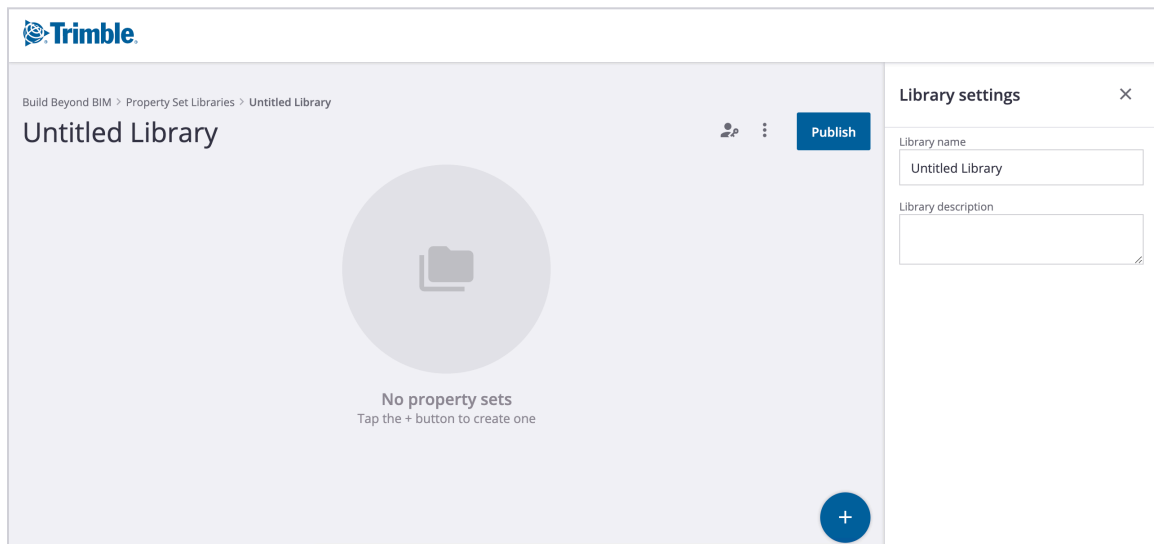 Trimble.
Build Beyond BIM > Property Set Libraries > Untitled Library
Untitled Library
Publish
No property sets
Tap the + button to create one
+
Library settings
Library name
Untitled Library
Library description